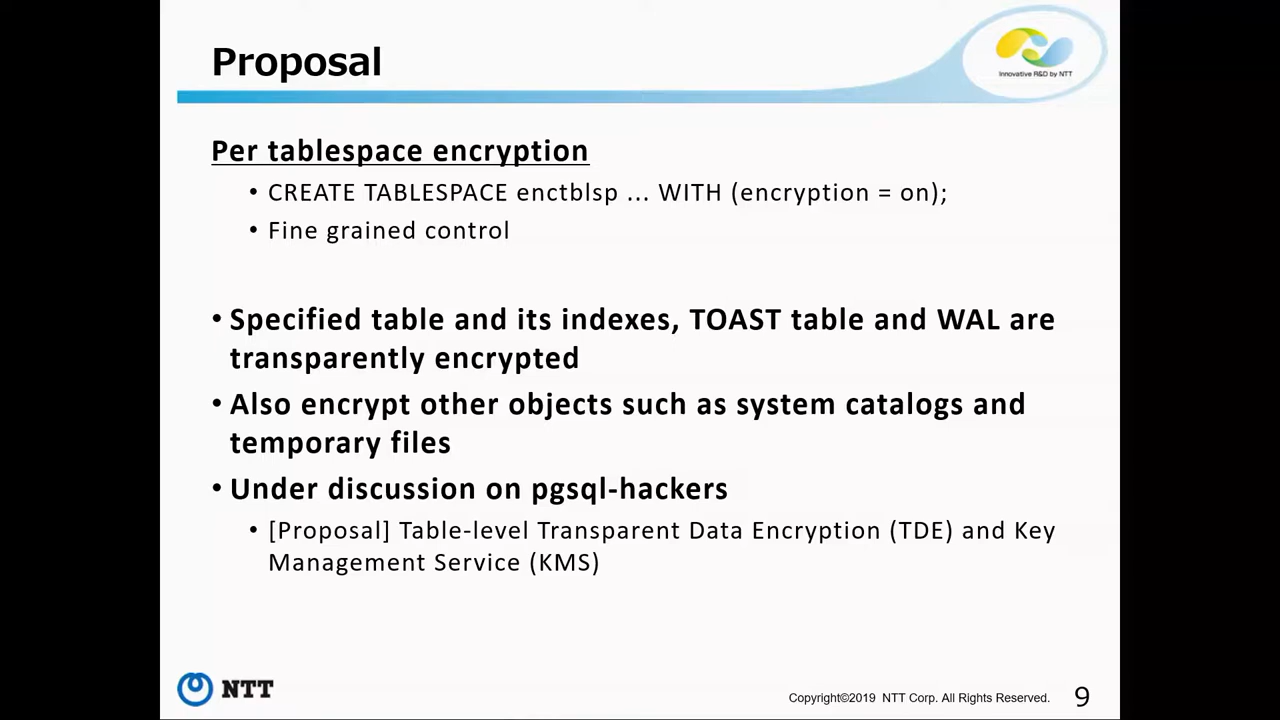 Proposal
Innovative R&D by NTT
Per tablespace encryption
• CREATE TABLESPACE enctblsp ... WITH (encryption = on);
• Fine grained control
• Specified table and its indexes, TOAST table and WAL are
transparently encrypted
• Also encrypt other objects such as system catalogs and
temporary files
• Under discussion on pgsql-hackers
• [Proposal] Table-level Transparent Data Encryption (TDE) and Key
Management Service (KMS)
NTT
Copyright©2019 NTT Corp. All Rights Reserved.
9